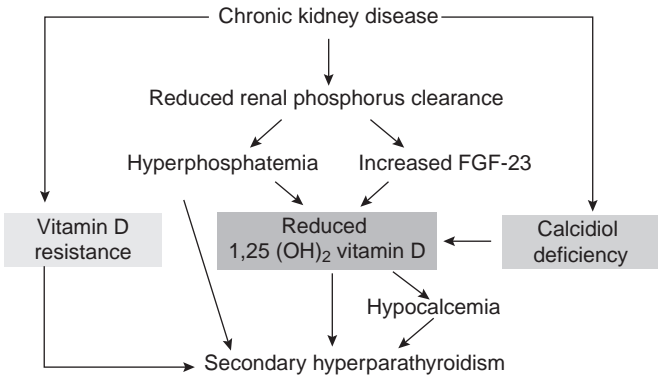 Chronic kidney disease
Reduced renal phosphorus clearance
Hyperphosphatemia
Increased FGF-23
Vitamin D
resistance
Reduced
1,25 (OH)₂ vitamin D
Calcidiol
deficiency
Hypocalcemia
Secondary hyperparathyroidism